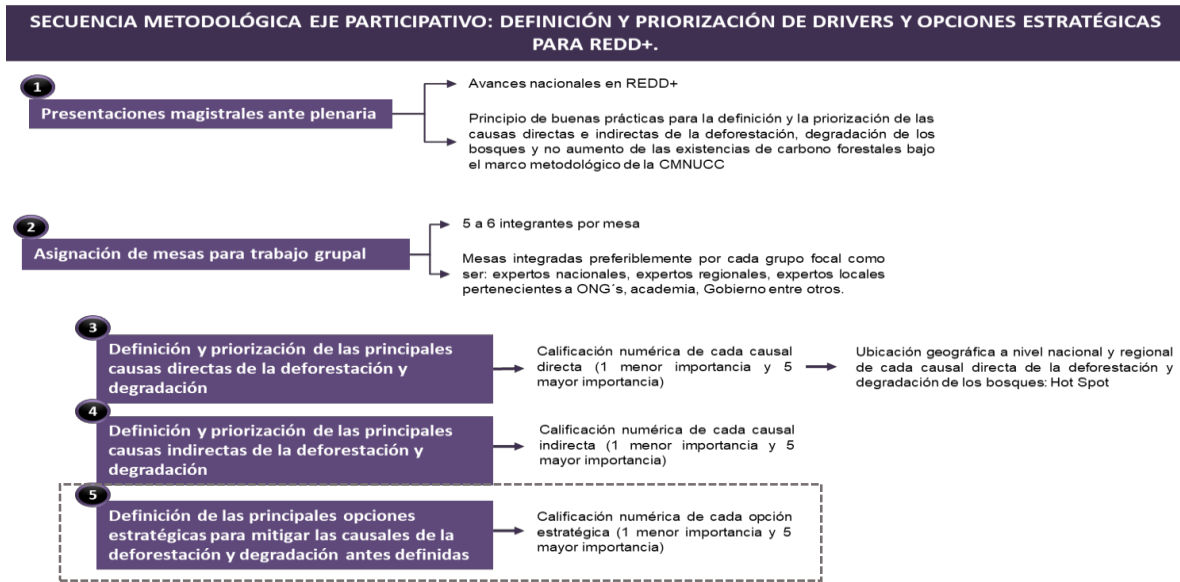 SECUENCIA METODOLÓGICA EJE PARTICIPATIVO: DEFINICIÓN Y PRIORIZACIÓN DE DRIVERS Y OPCIONES ESTRATÉGICAS
PARA REDD+.
1
Presentaciones magistrales ante plenaria
Avances nacionales en REDD+
Principio de buenas prácticas para la definición y la priorización de las
causas directas e indirectas de la deforestación, degradación de los
bosques y no aumento de las existencias de carbono forestales bajo
el marco metodológico de la CMNUCC
2
Asignación de mesas para trabajo grupal
5 a 6 integrantes por mesa
Mesas integradas preferiblemente por cada grupo focal como
ser: expertos nacionales, expertos regionales, expertos locales
pertenecientes a ONG´s, academia, Gobierno entre otros.
3
Definición y priorización de las principales
causas directas de la deforestación y
degradación
Calificación numérica de cada causal
directa (1 menor importancia y 5
mayor importancia)
Ubicación geográfica a nivel nacional y regional
de cada causal directa de la deforestación y
degradación de los bosques: Hot Spot
4
Definición y priorización de las principales
causas indirectas de la deforestación y
degradación
Calificación numérica de cada causal
indirecta (1 menor importancia y 5
mayor importancia)
5
Definición de las principales opciones
estratégicas para mitigar las causales de la
deforestación y degradación antes definidas
Calificación numérica de cada opción
estratégica (1 menor importancia y 5
mayor importancia)